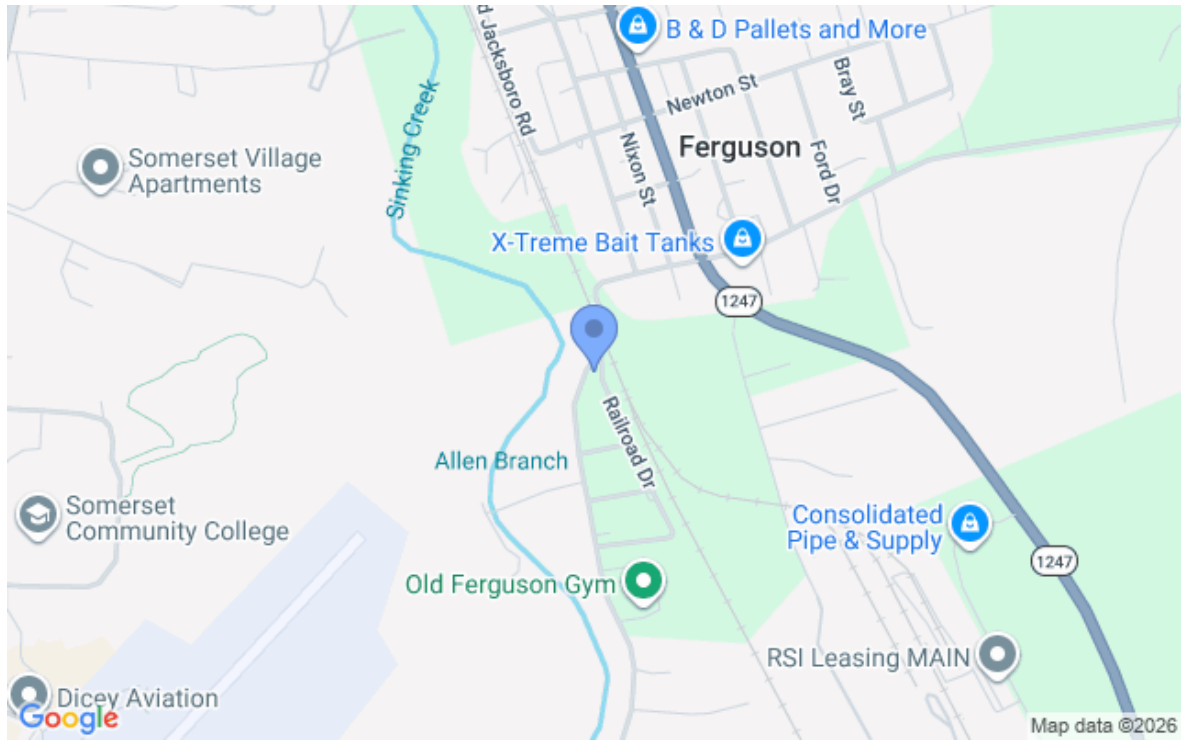 d Jacksboro Rd
B & D Pallets and More
Newton St
Bray St
Sinking Creek
Ferguson
Somerset Village
Apartments
Nixon St
Ford Dr
X-Treme Bait Tanks
1247
Railroad Dr
Allen Branch
Somerset
Community College
Consolidated
Pipe & Supply
1247
Old Ferguson Gym
RSI Leasing MAIN
Dicey Aviation
Google
Map data ©2026